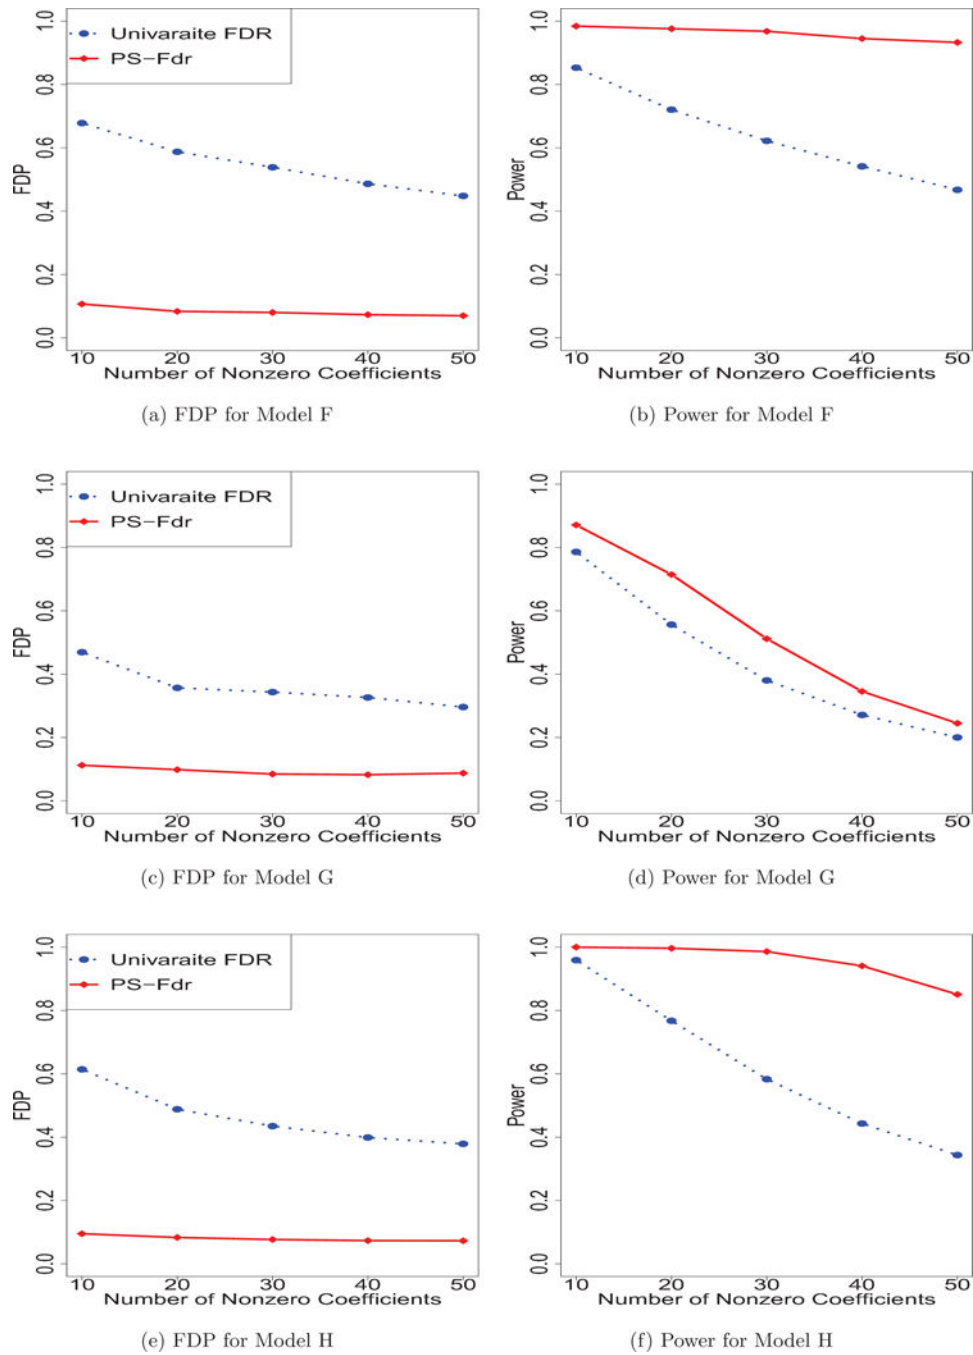 Univaraite FDR
PS-Fdr
FDP
0.0 0.2 0.4 0.6 0.8 1.0
10 20 30 40 50
Number of Nonzero Coefficients
(a) FDP for Model F
Power
0.0 0.2 0.4 0.6 0.8 1.0
10 20 30 40 50
Number of Nonzero Coefficients
(b) Power for Model F
Univaraite FDR
PS-Fdr
FDP
0.0 0.2 0.4 0.6 0.8 1.0
10 20 30 40 50
Number of Nonzero Coefficients
(c) FDP for Model G
Power
0.0 0.2 0.4 0.6 0.8 1.0
10 20 30 40 50
Number of Nonzero Coefficients
(d) Power for Model G
Univaraite FDR
PS-Fdr
FDP
0.0 0.2 0.4 0.6 0.8 1.0
10 20 30 40 50
Number of Nonzero Coefficients
(e) FDP for Model H
Power
0.0 0.2 0.4 0.6 0.8 1.0
10 20 30 40 50
Number of Nonzero Coefficients
(f) Power for Model H